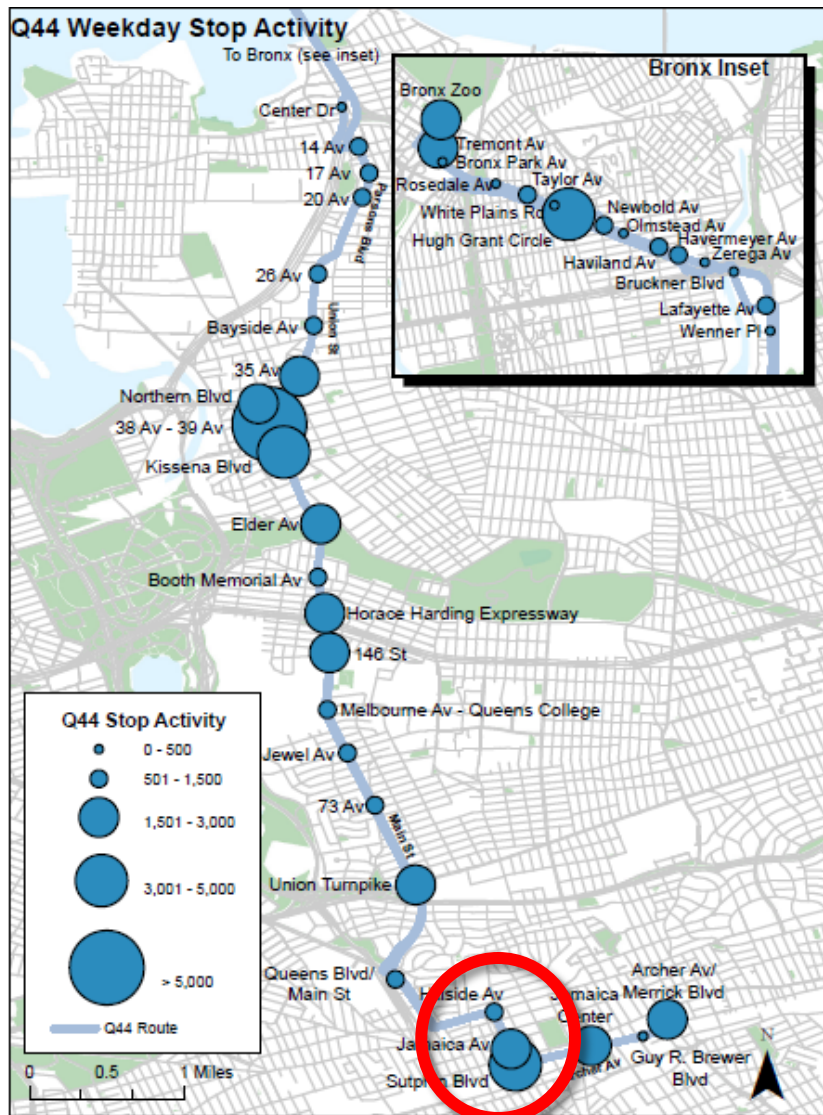 Q44 Weekday Stop Activity
To Bronx (see inset)
Center Dr
14 Av
17 Av
20 Av
Parsons Blvd
26 Av
Union St
Bayside Av
35 Av
Northern Blvd
38 Av - 39 Av
Kissena Blvd
Elder Av
Booth Memorial Av
Horace Harding Expressway
146 St
Melbourne Av - Queens College
Jewel Av
73 Av
Main St
Union Turnpike
Queens Blvd/
Main St
Hillside Av
Jamaica Av
Sutphin Blvd
Jamaica
Center
Archer Av
Archer Av/
Merrick Blvd
Guy R. Brewer
Blvd
Bronx Inset
Bronx Zoo
Tremont Av
Bronx Park Av
Rosedale Av
Taylor Av
White Plains Rd
Hugh Grant Circle
Newbold Av
Olmstead Av
Havermeyer Av
Haviland Av
Zerega Av
Bruckner Blvd
Lafayette Av
Wenner Pl
Q44 Stop Activity
0 - 500
501 - 1,500
1,501 - 3,000
3,001 - 5,000
> 5,000
Q44 Route
0 0.5 1 Miles
N